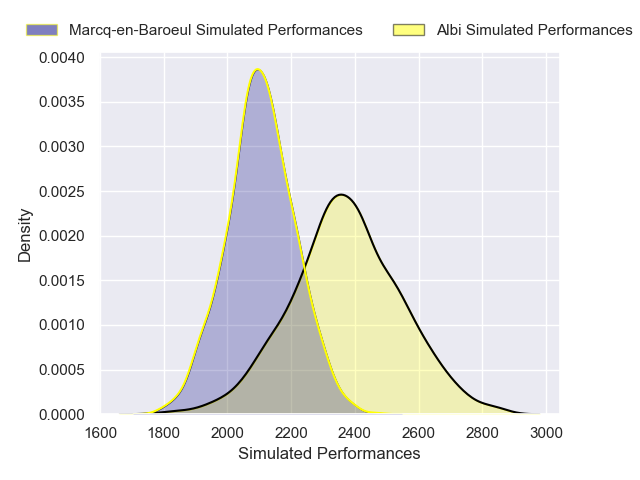 Marcq-en-Baroeul Simulated Performances Albi Simulated Performances
0.0040
0.0035
0.0030
0.0025
0.0020
0.0015
0.0010
0.0005
0.0000
Density
1600 1800 2000 2200 2400 2600 2800 3000
Simulated Performances